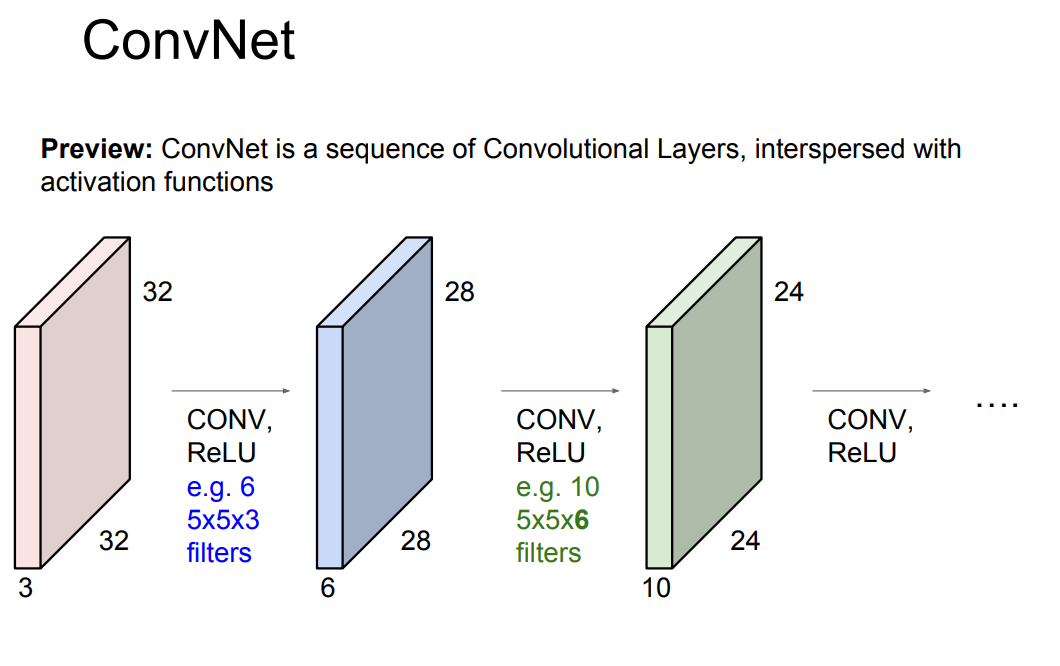 ConvNet
Preview: ConvNet is a sequence of Convolutional Layers, interspersed with
activation functions
32
32
3
CONV,
ReLU
e.g. 6
5x5x3
filters
28
28
6
CONV,
ReLU
e.g. 10
5x5x6
filters
24
24
10
CONV,
ReLU
....